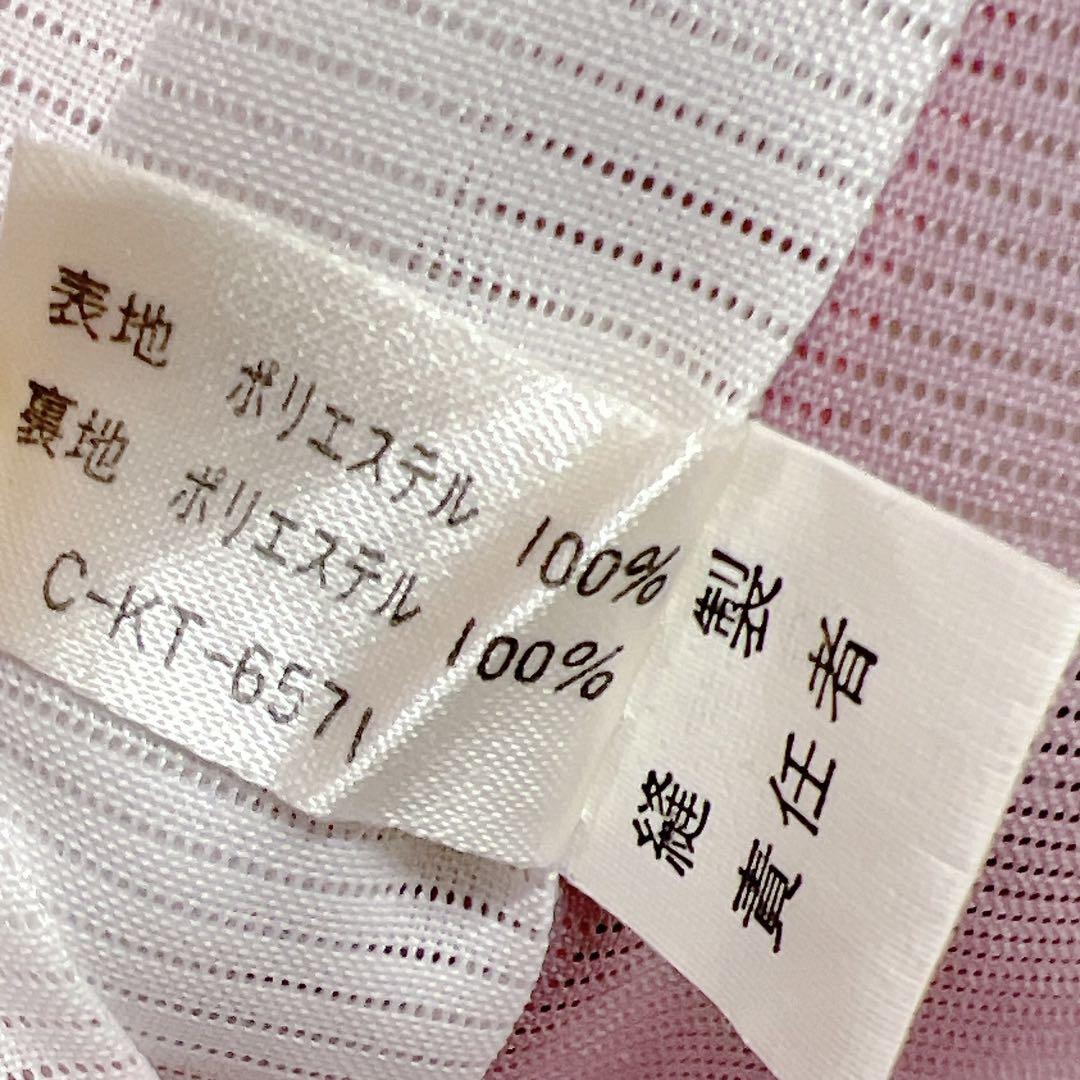 表地 ポリエステル 100%
裏地 ポリエステル 100%
C-KT-6571
縫製
責任者